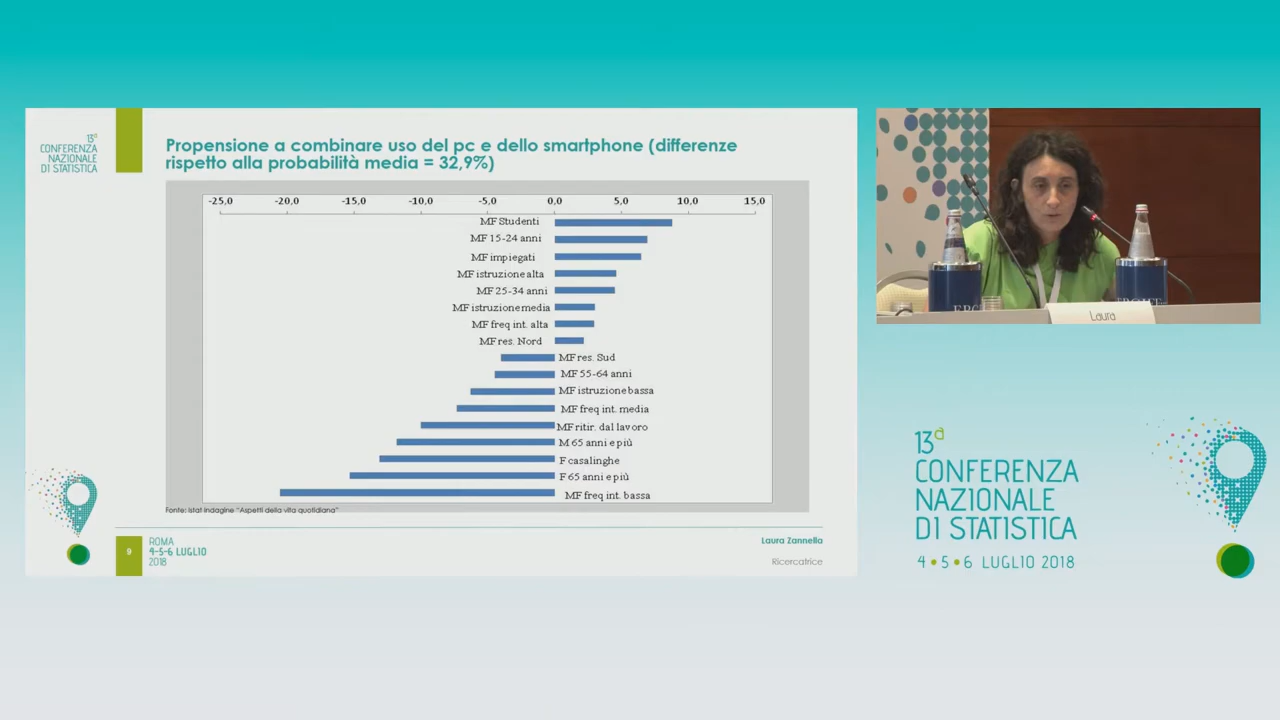 13ª
CONFERENZA
NAZIONALE
DI STATISTICA
Propensione a combinare uso del pc e dello smartphone (differenze
rispetto alla probabilità media = 32,9%)
-25,0 -20,0 -15,0 -10,0 -5,0 0,0 5,0 10,0 15,0
MF Studenti
MF 15-24 anni
MF impiegati
MF istruzione alta
MF 25-34 anni
MF istruzione media
MF freq int. alta
MF res. Nord
MF res. Sud
MF 55-64 anni
MF istruzione bassa
MF freq int. media
MF ritir. dal lavoro
M 65 anni e più
F casalinghe
F 65 anni e più
MF freq int. bassa
Fonte: Istat indagine "Aspetti della vita quotidiana"
9
ROMA
4-5-6 LUGLIO
2018
Laura Zannella
Ricercatrice
Laura
13ª
CONFERENZA
NAZIONALE
DI STATISTICA
4•5•6 LUGLIO 2018